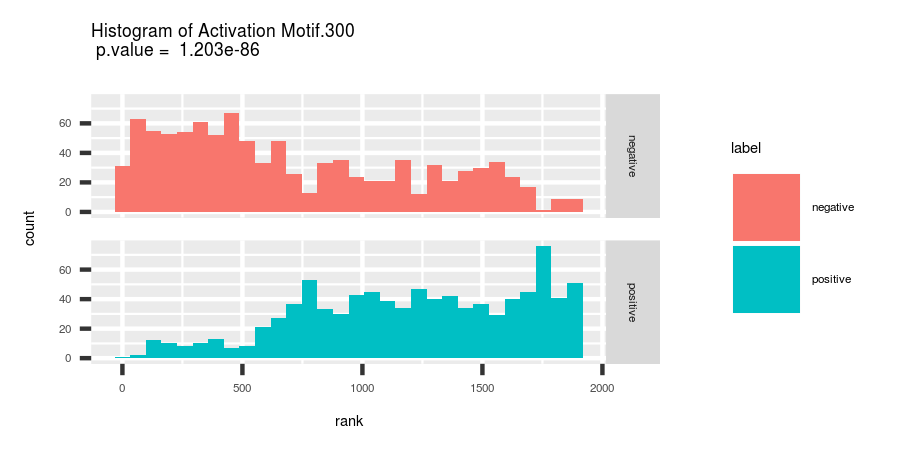 Histogram of Activation Motif.300
p.value = 1.203e-86
count
60
40
20
0
negative
60
40
20
0
positive
0 500 1000 1500 2000
rank
label
negative
positive